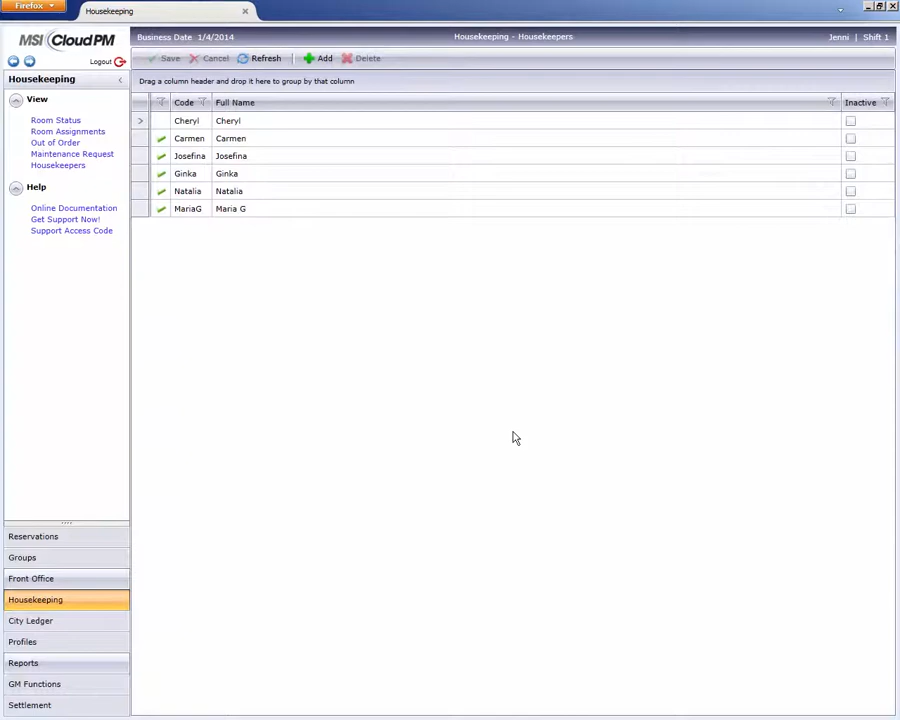 Firefox
Housekeeping
MSI CloudPM
Logout
Business Date 1/4/2014
Housekeeping - Housekeepers
Jenni | Shift 1
Save Cancel Refresh Add Delete
Drag a column header and drop it here to group by that column
Code Full Name Inactive
Cheryl Cheryl
Carmen Carmen
Josefina Josefina
Ginka Ginka
Natalia Natalia
MariaG Maria G
Housekeeping
View
Room Status
Room Assignments
Out of Order
Maintenance Request
Housekeepers
Help
Online Documentation
Get Support Now!
Support Access Code
Reservations
Groups
Front Office
Housekeeping
City Ledger
Profiles
Reports
GM Functions
Settlement